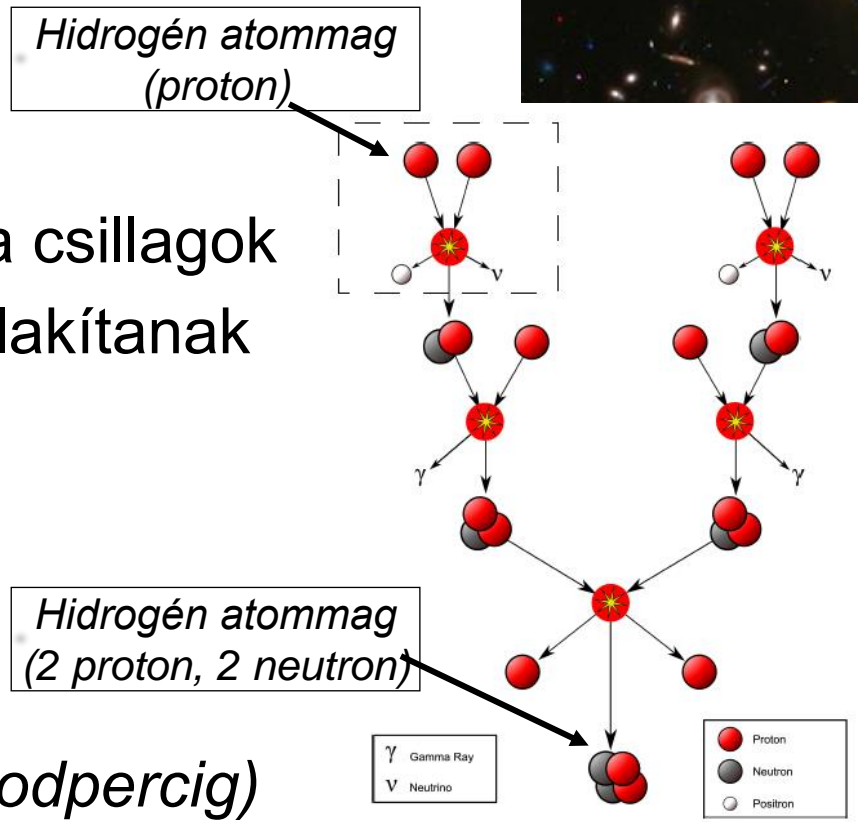 Hidrogén atommag
(proton)
a csillagok
lakítanak
ν
ν
γ
γ
Hidrogén atommag
(2 proton, 2 neutron)
odpercig)
γ Gamma Ray
ν Neutrino
Proton
Neutron
Positron